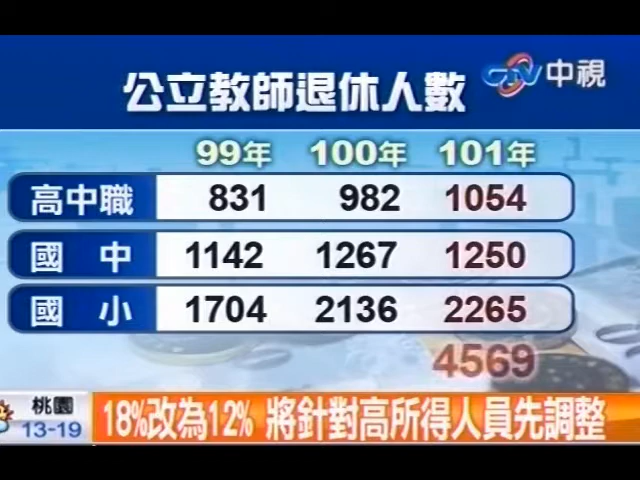 公立教師退休人數
CTV中視
99年 100年 101年
高中職 831 982 1054
國中 1142 1267 1250
國小 1704 2136 2265
4569
桃園
13-19
18%改為12% 將針對高所得人員先調整